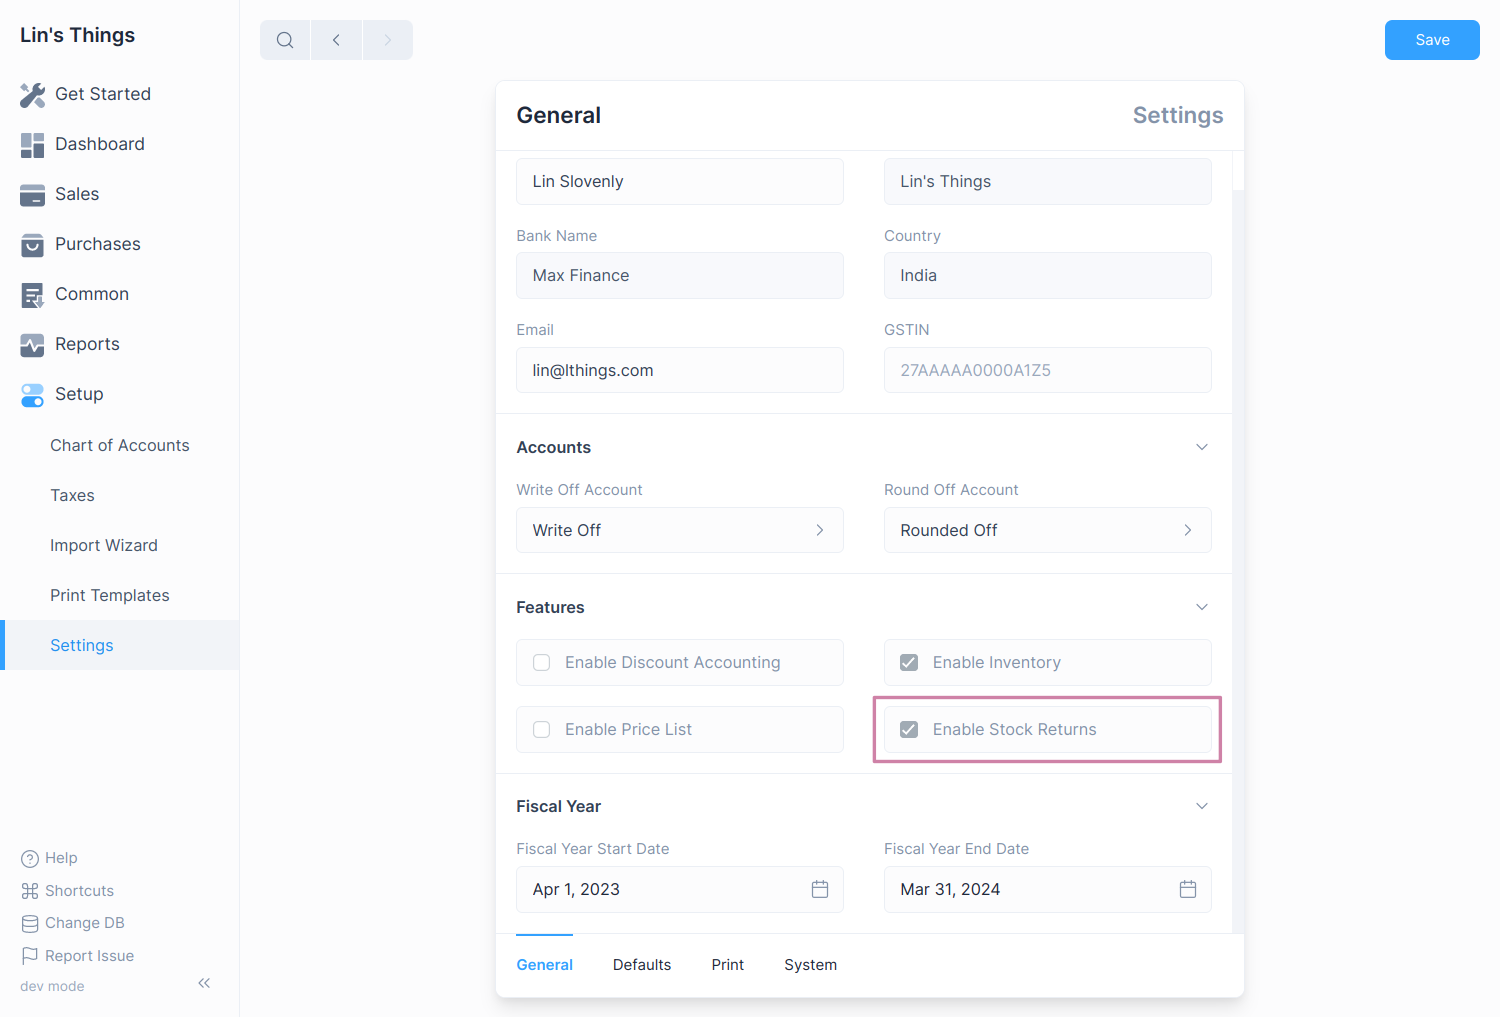 Lin's Things
Get Started
Dashboard
Sales
Purchases
Common
Reports
Setup
Chart of Accounts
Taxes
Import Wizard
Print Templates
Settings
Help
Shortcuts
Change DB
Report Issue
dev mode
Save
General Settings
Lin Slovenly Lin's Things
Bank Name Country
Max Finance India
Email GSTIN
lin@lthings.com 27AAAAA0000A1Z5
Accounts
Write Off Account Round Off Account
Write Off Rounded Off
Features
Enable Discount Accounting Enable Inventory
Enable Price List Enable Stock Returns
Fiscal Year
Fiscal Year Start Date Fiscal Year End Date
Apr 1, 2023 Mar 31, 2024
General Defaults Print System